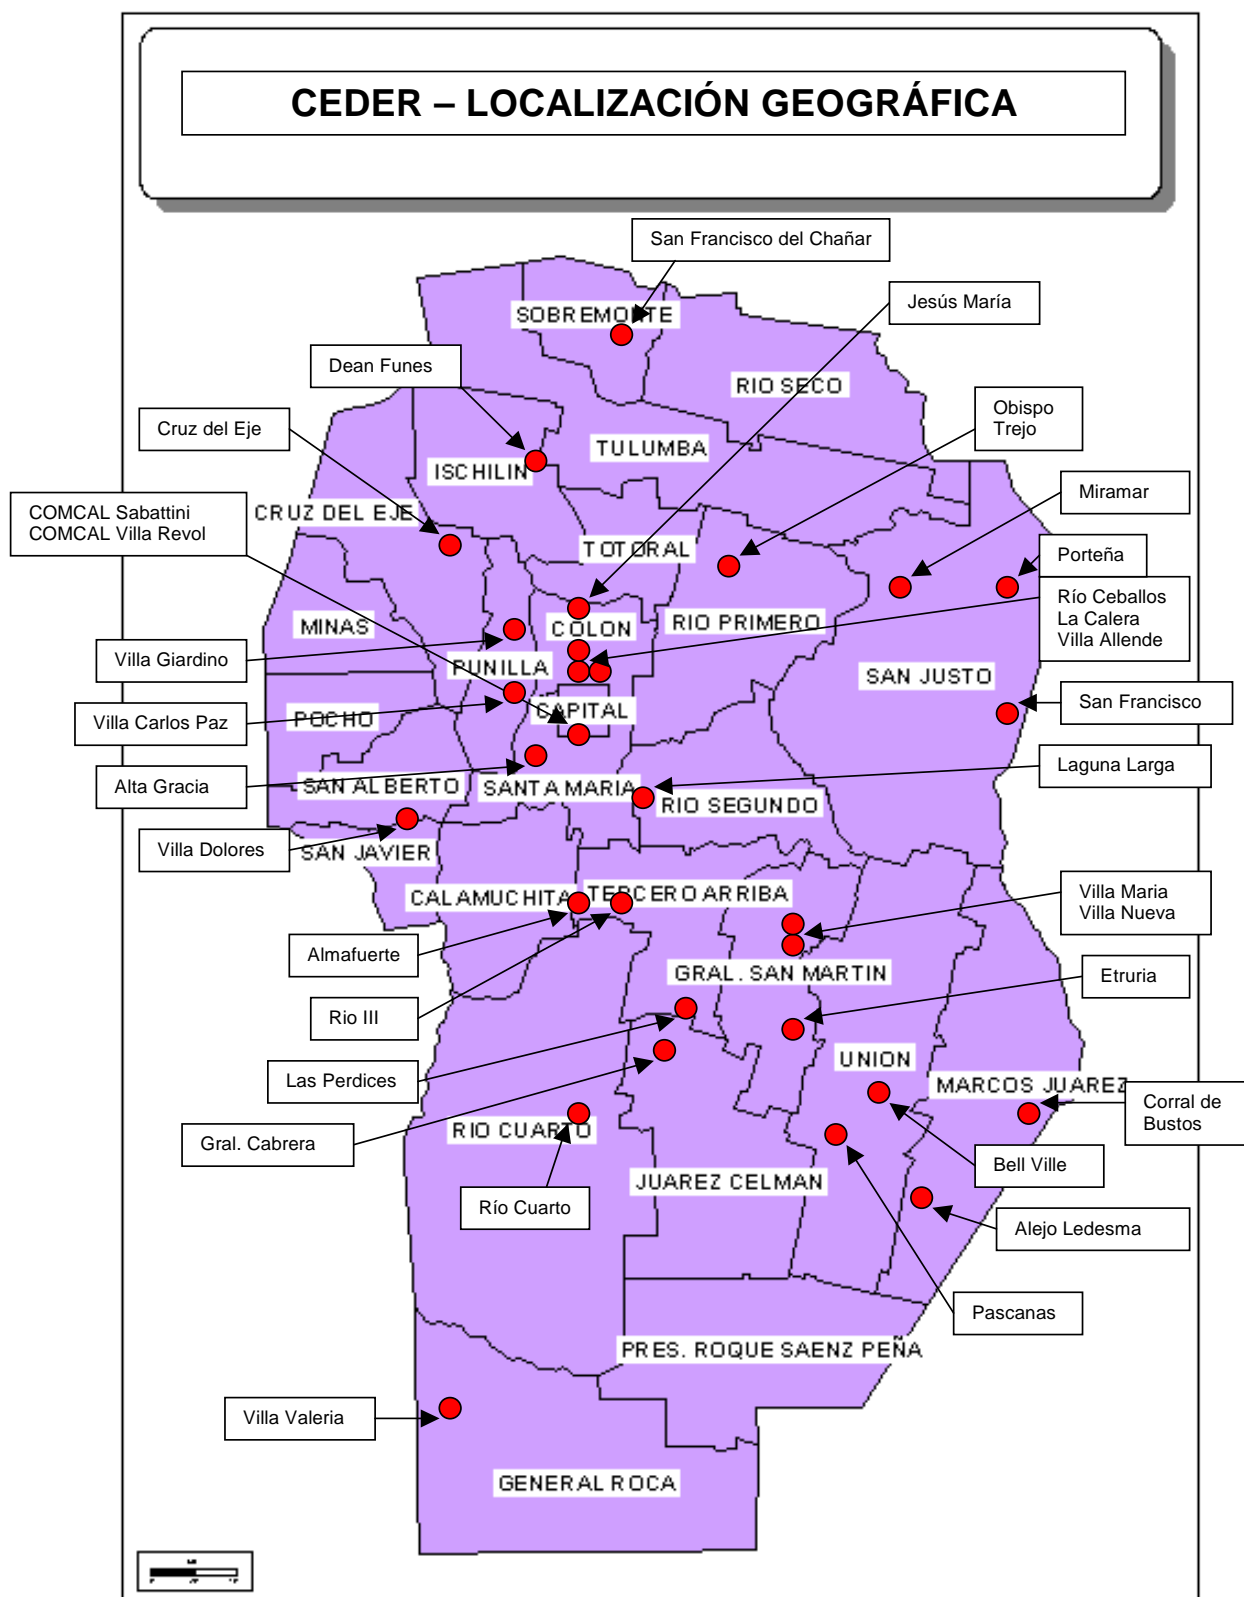 CEDER – LOCALIZACIÓN GEOGRÁFICA
San Francisco del Chañar
Jesús María
SOBREMONTE
Dean Funes
RIO SECO
Obispo
Trejo
Cruz del Eje
TULUMBA
ISCHILIN
Miramar
COMCAL Sabattini
COMCAL Villa Revol
CRUZ DEL EJE
TOTORAL
Porteña
Río Ceballos
La Calera
Villa Allende
MINAS
COLON
RIO PRIMERO
Villa Giardino
PUNILLA
SAN JUSTO
Villa Carlos Paz
POCHO
CAPITAL
San Francisco
Alta Gracia
SAN ALBERTO
SANTA MARIA
RIO SEGUNDO
Laguna Larga
Villa Dolores
SAN JAVIER
CALAMUCHITA
TERCERO ARRIBA
Villa Maria
Villa Nueva
Almafuerte
GRAL. SAN MARTIN
Etruria
Rio III
UNION
Las Perdices
MARCOS JUAREZ
Corral de
Bustos
Gral. Cabrera
RIO CUARTO
Bell Ville
JUAREZ CELMAN
Río Cuarto
Alejo Ledesma
Pascanas
PRES. ROQUE SAENZ PEÑA
Villa Valeria
GENERAL ROCA